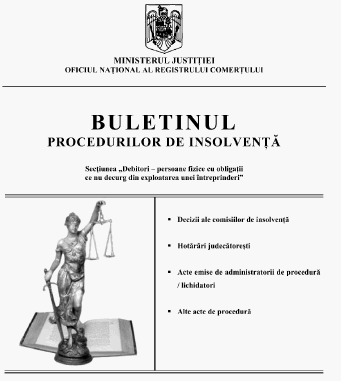 MINISTERUL JUSTIȚIEI
OFICIUL NAȚIONAL AL REGISTRULUI COMERȚULUI
BULETINUL
PROCEDURILOR DE INSOLVENȚĂ
Secțiunea „Debitori – persoane fizice cu obligații
ce nu decurg din exploatarea unei întreprinderi”
▪ Decizii ale comisiilor de insolvență
▪ Hotărâri judecătorești
▪ Acte emise de administratorii de procedură
/ lichidatori
▪ Alte acte de procedură